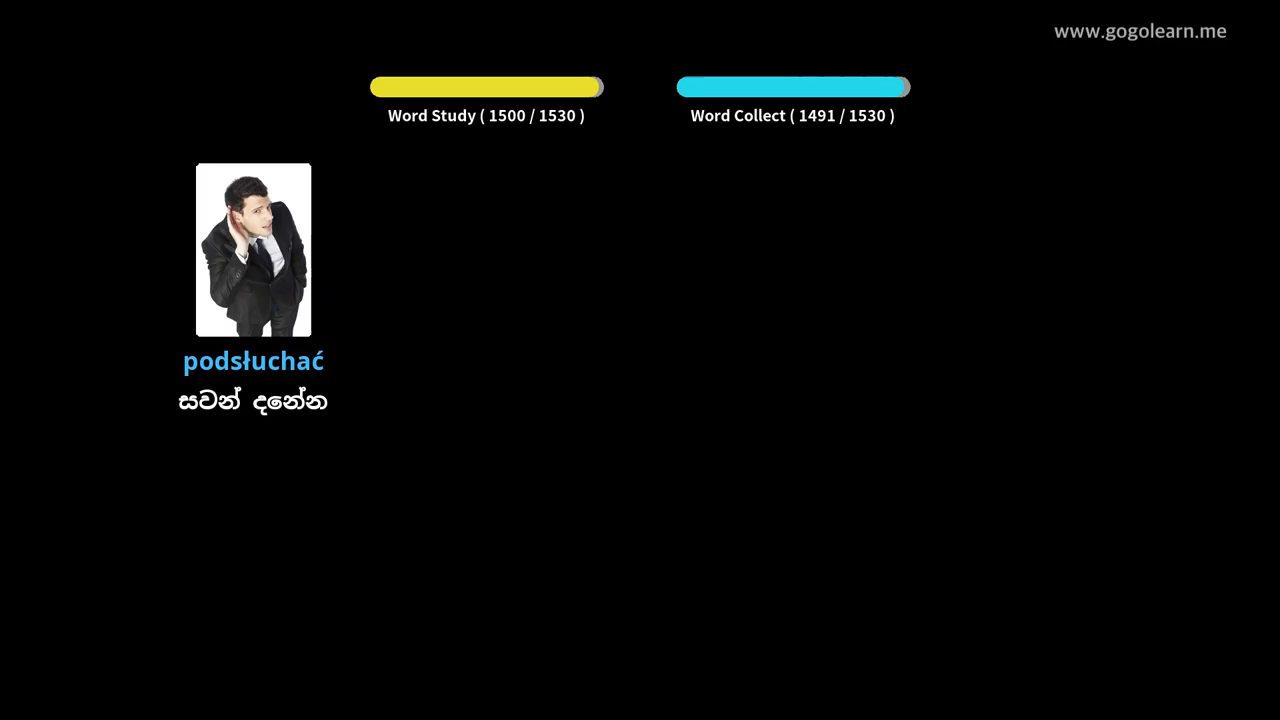 www.gogolearn.me
Word Study ( 1500 / 1530 )
Word Collect ( 1491 / 1530 )
podsłuchać
සවන් දෙන්න